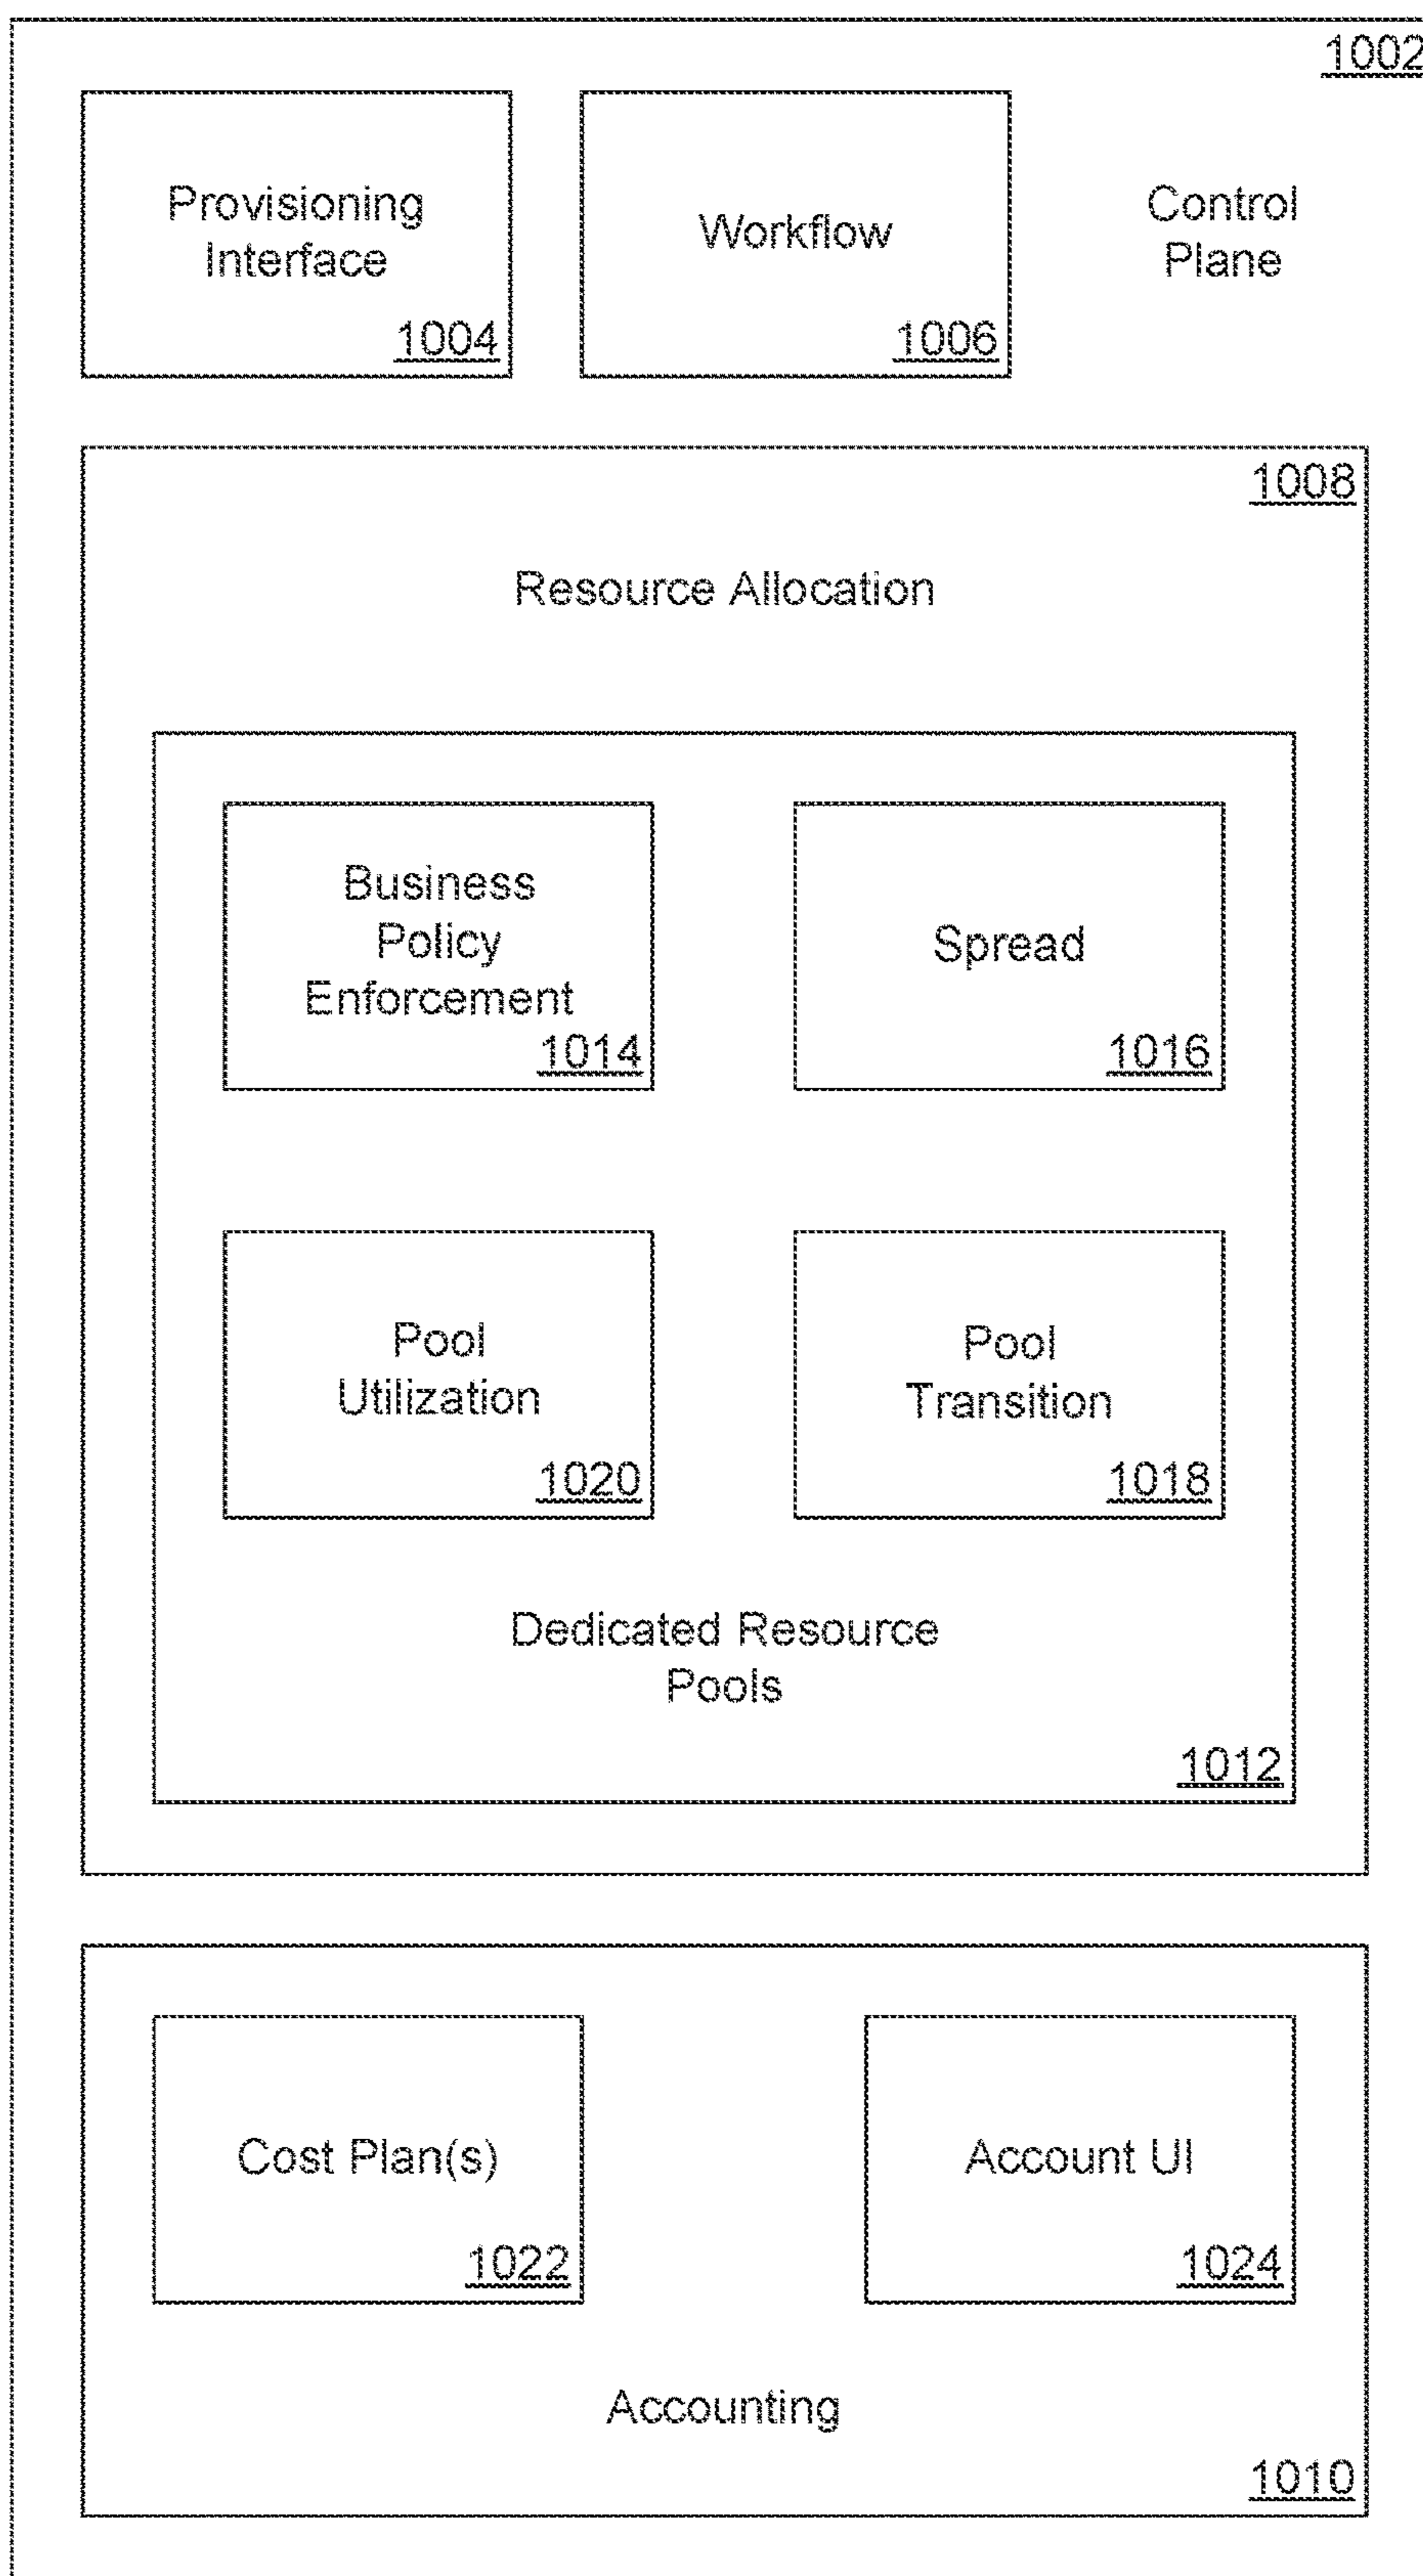 1002
Provisioning
Interface
1004
Workflow
1006
Control
Plane
1008
Resource Allocation
Business
Policy
Enforcement
1014
Spread
1016
Pool
Utilization
1020
Pool
Transition
1018
Dedicated Resource
Pools
1012
Cost Plan(s)
1022
Account UI
1024
Accounting
1010